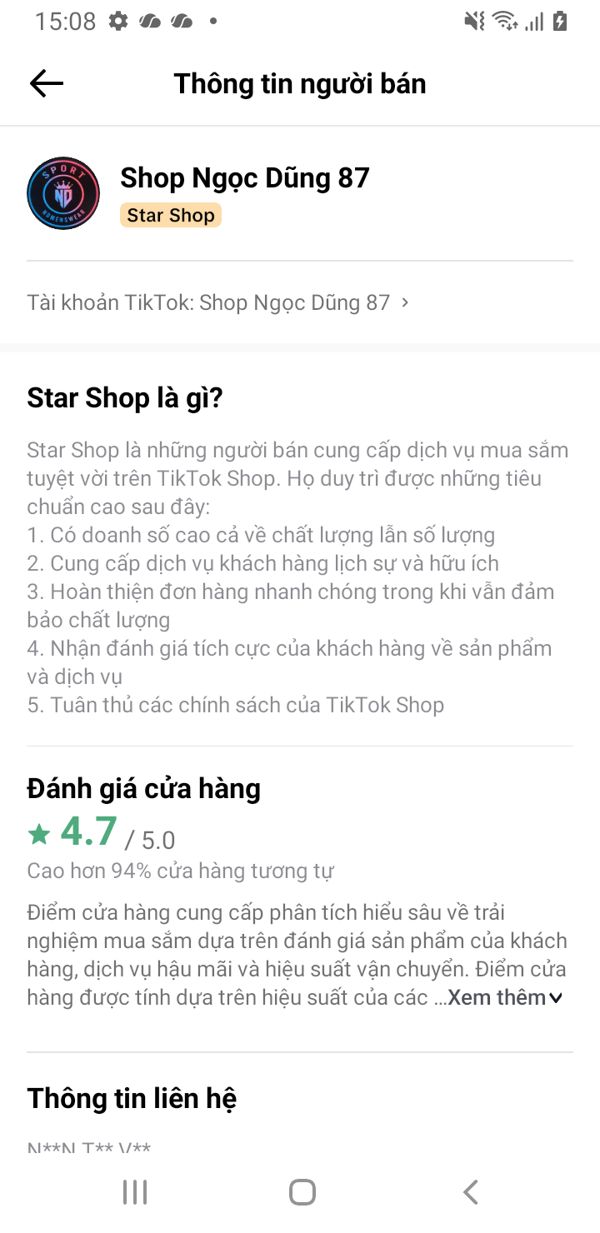 15:08
Thông tin người bán
SPORT
ND
WOMENSWEAR
Shop Ngọc Dũng 87
Star Shop
Tài khoản TikTok: Shop Ngọc Dũng 87 ›
Star Shop là gì?
Star Shop là những người bán cung cấp dịch vụ mua sắm
tuyệt vời trên TikTok Shop. Họ duy trì được những tiêu
chuẩn cao sau đây:
1. Có doanh số cao cả về chất lượng lẫn số lượng
2. Cung cấp dịch vụ khách hàng lịch sự và hữu ích
3. Hoàn thiện đơn hàng nhanh chóng trong khi vẫn đảm
bảo chất lượng
4. Nhận đánh giá tích cực của khách hàng về sản phẩm
và dịch vụ
5. Tuân thủ các chính sách của TikTok Shop
Đánh giá cửa hàng
4.7 / 5.0
Cao hơn 94% cửa hàng tương tự
Điểm cửa hàng cung cấp phân tích hiểu sâu về trải
nghiệm mua sắm dựa trên đánh giá sản phẩm của khách
hàng, dịch vụ hậu mãi và hiệu suất vận chuyển. Điểm cửa
hàng được tính dựa trên hiệu suất của các ...Xem thêm
Thông tin liên hệ
N**N T** V**